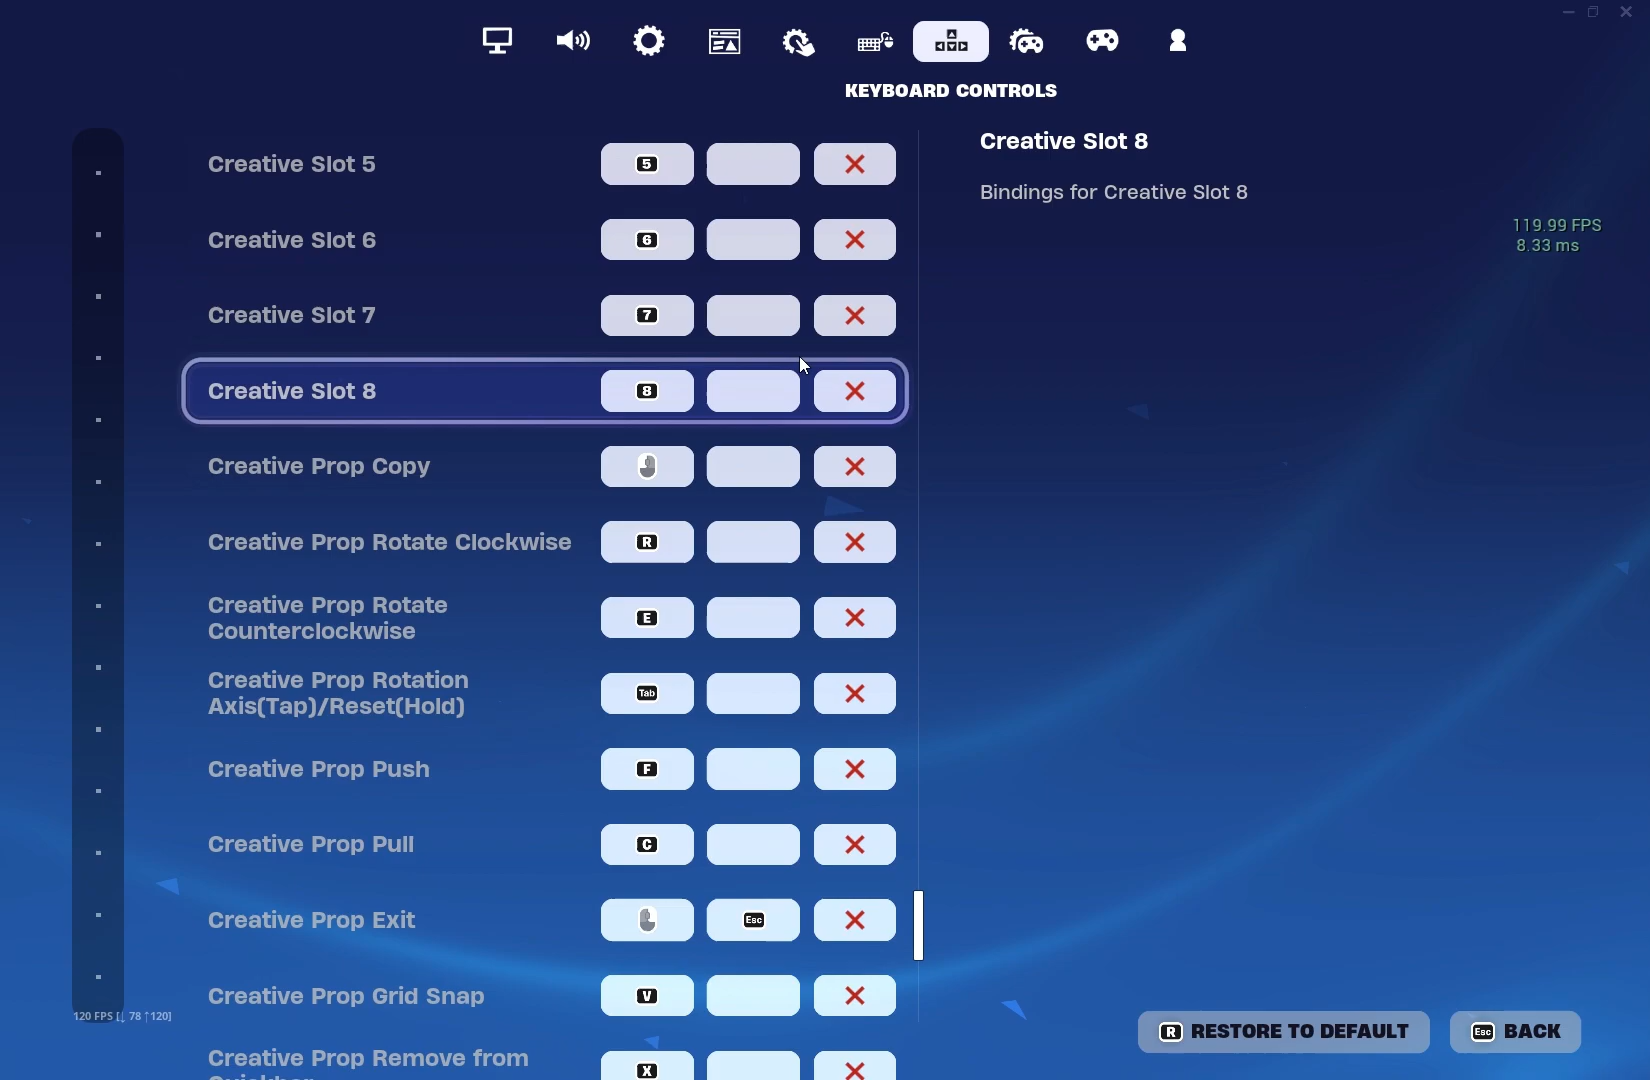 KEYBOARD CONTROLS
Creative Slot 5 5
Creative Slot 6 6
Creative Slot 7 7
Creative Slot 8 8
Creative Prop Copy
Creative Prop Rotate Clockwise R
Creative Prop Rotate
Counterclockwise E
Creative Prop Rotation
Axis(Tap)/Reset(Hold) Tab
Creative Prop Push F
Creative Prop Pull C
Creative Prop Exit Esc
Creative Prop Grid Snap V
Creative Prop Remove from X
Creative Slot 8
Bindings for Creative Slot 8
119.99 FPS
8.33 ms
120 FPS [↓ 78 ↑120]
R RESTORE TO DEFAULT
Esc BACK